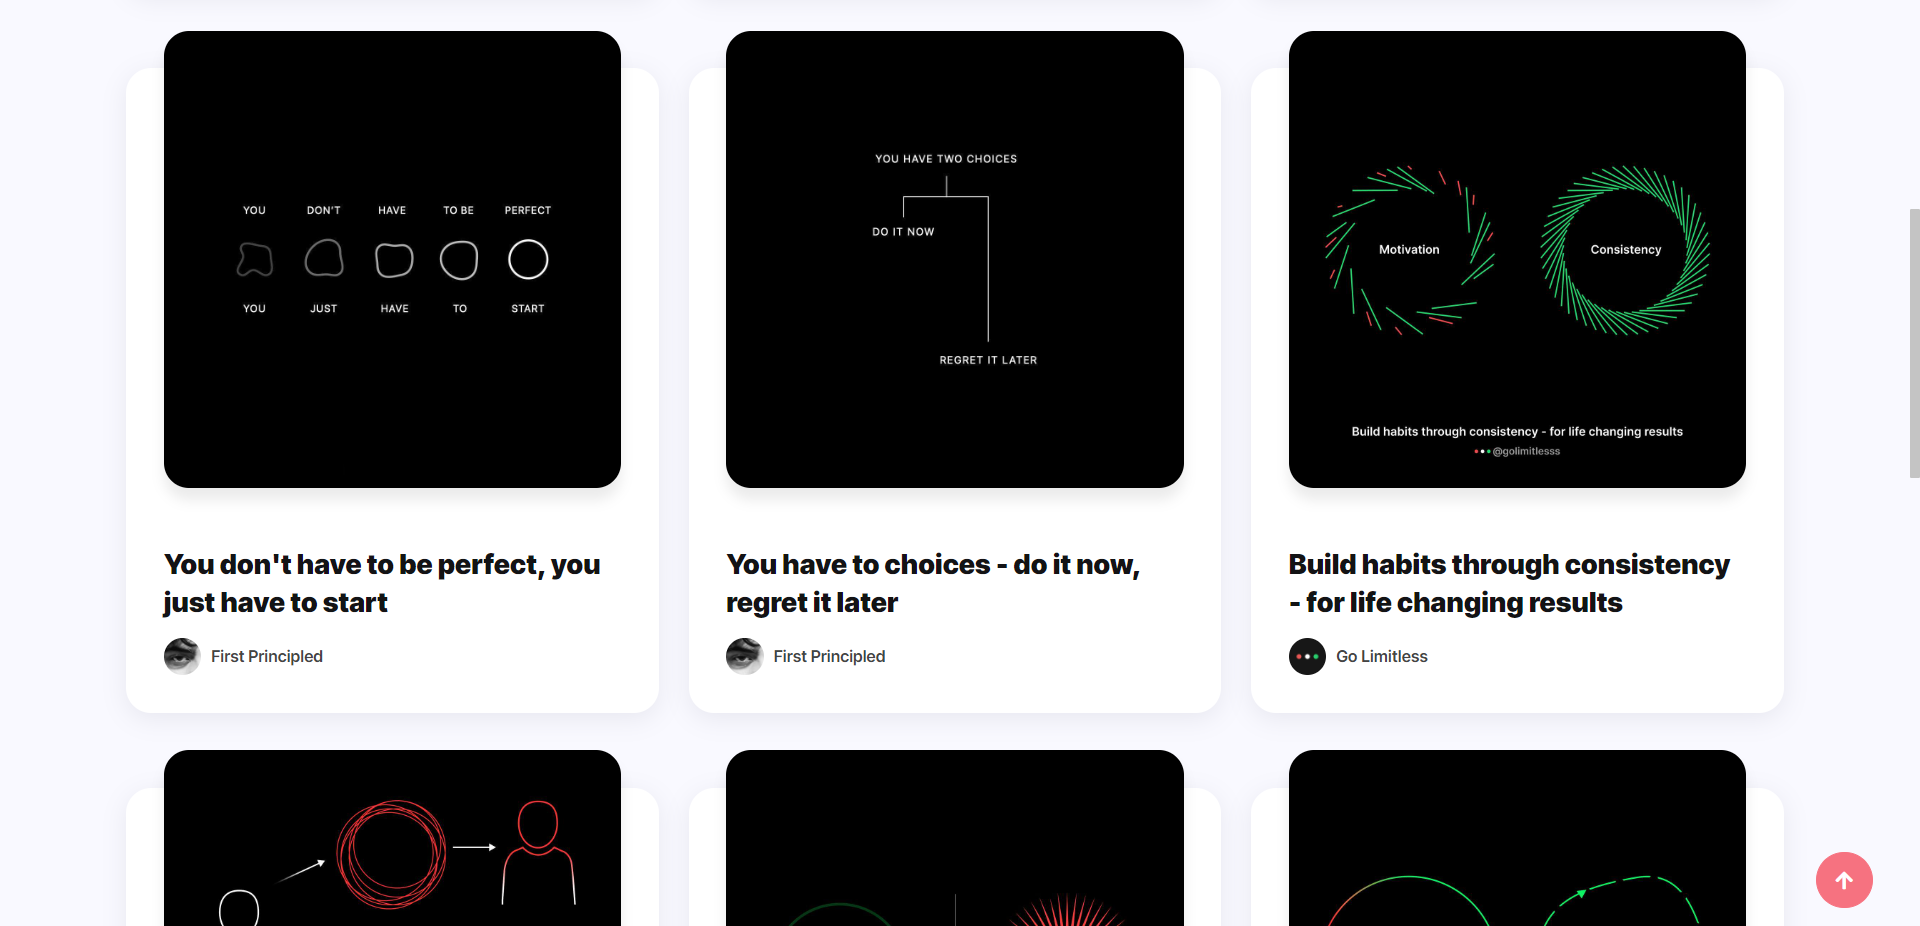 YOU DON'T HAVE TO BE PERFECT
YOU JUST HAVE TO START
You don't have to be perfect, you
just have to start
First Principled
YOU HAVE TWO CHOICES
DO IT NOW
REGRET IT LATER
You have to choices - do it now,
regret it later
First Principled
Motivation
Consistency
Build habits through consistency - for life changing results
@golimitlesss
Build habits through consistency
- for life changing results
Go Limitless